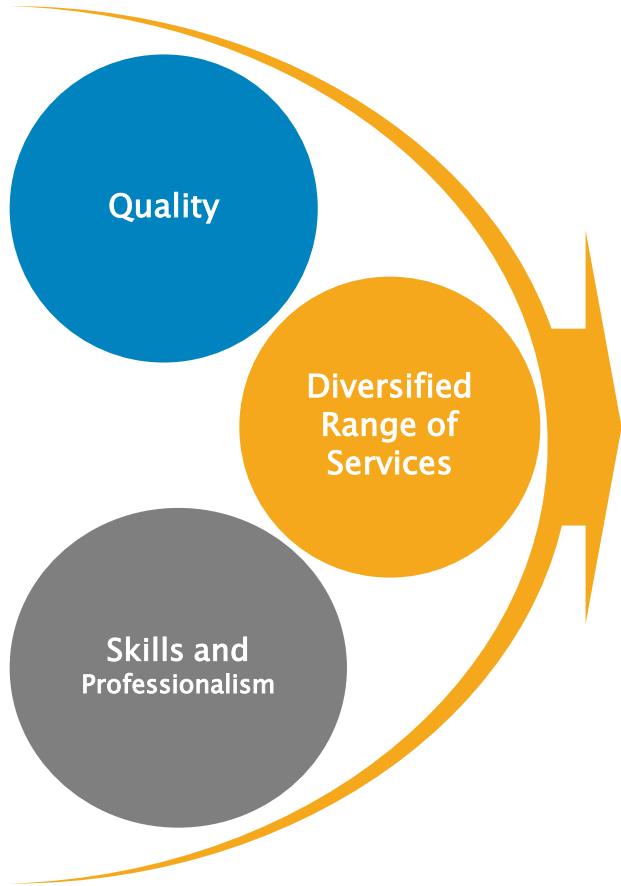 Quality
Diversified
Range of
Services
Skills and
Professionalism